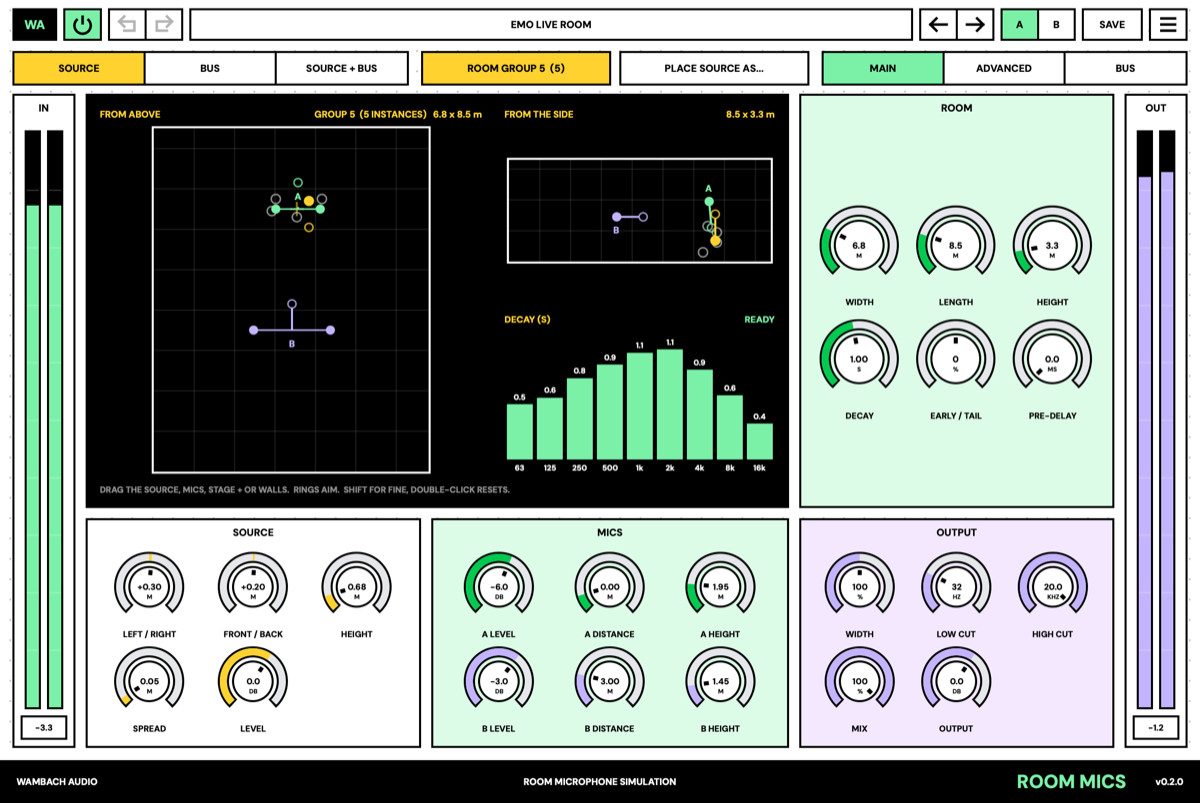 WA
EMO LIVE ROOM
A B SAVE
SOURCE BUS SOURCE + BUS ROOM GROUP 5 (5) PLACE SOURCE AS... MAIN ADVANCED BUS
IN
FROM ABOVE GROUP 5 (5 INSTANCES) 6.8 x 8.5 m
A
B
DRAG THE SOURCE, MICS, STAGE + OR WALLS. RINGS AIM. SHIFT FOR FINE, DOUBLE-CLICK RESETS.
FROM THE SIDE 8.5 x 3.3 m
A
B
DECAY (S) READY
0.5 0.6 0.8 0.9 1.1 1.1 0.9 0.6 0.4
63 125 250 500 1k 2k 4k 8k 16k
ROOM
6.8 8.5 3.3
M M M
WIDTH LENGTH HEIGHT
1.00 0 0.0
S % MS
DECAY EARLY / TAIL PRE-DELAY
OUT
SOURCE
+0.30 +0.20 0.68
M M M
LEFT / RIGHT FRONT / BACK HEIGHT
0.05 0.0
M DB
SPREAD LEVEL
MICS
-6.0 0.00 1.95
DB M M
A LEVEL A DISTANCE A HEIGHT
-3.0 3.00 1.45
DB M M
B LEVEL B DISTANCE B HEIGHT
OUTPUT
100 32 20.0
% HZ KHZ
WIDTH LOW CUT HIGH CUT
100 0.0
% DB
MIX OUTPUT
-3.3
-1.2
WAMBACH AUDIO ROOM MICROPHONE SIMULATION ROOM MICS v0.2.0